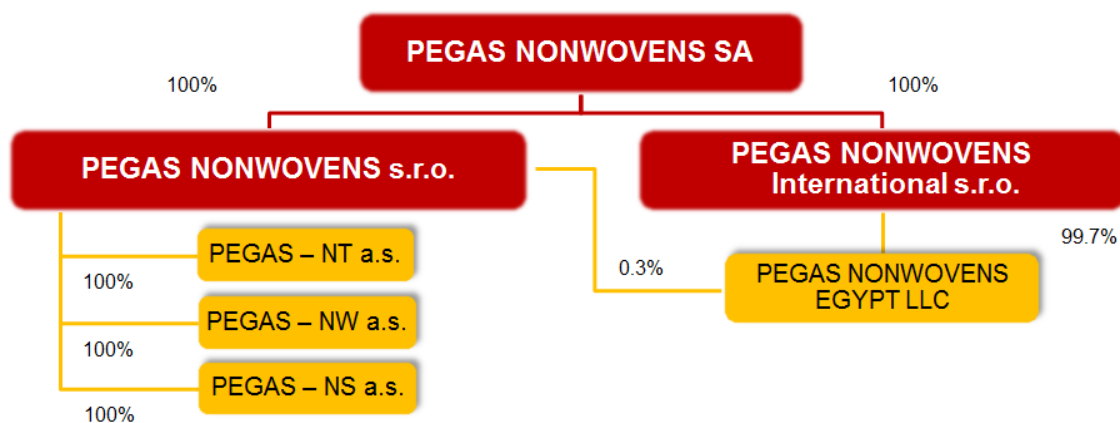 PEGAS NONWOVENS SA
100%
100%
PEGAS NONWOVENS s.r.o.
PEGAS NONWOVENS
International s.r.o.
99.7%
PEGAS – NT a.s.
100%
0.3%
PEGAS NONWOVENS
EGYPT LLC
PEGAS – NW a.s.
100%
PEGAS – NS a.s.
100%